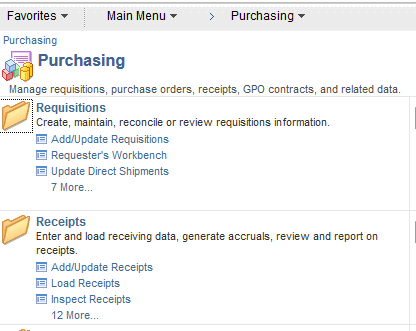 Favorites Main Menu > Purchasing
Purchasing
Purchasing
Manage requisitions, purchase orders, receipts, GPO contracts, and related data.
Requisitions
Create, maintain, reconcile or review requisitions information.
Add/Update Requisitions
Requester's Workbench
Update Direct Shipments
7 More...
Receipts
Enter and load receiving data, generate accruals, review and report on
receipts.
Add/Update Receipts
Load Receipts
Inspect Receipts
12 More...